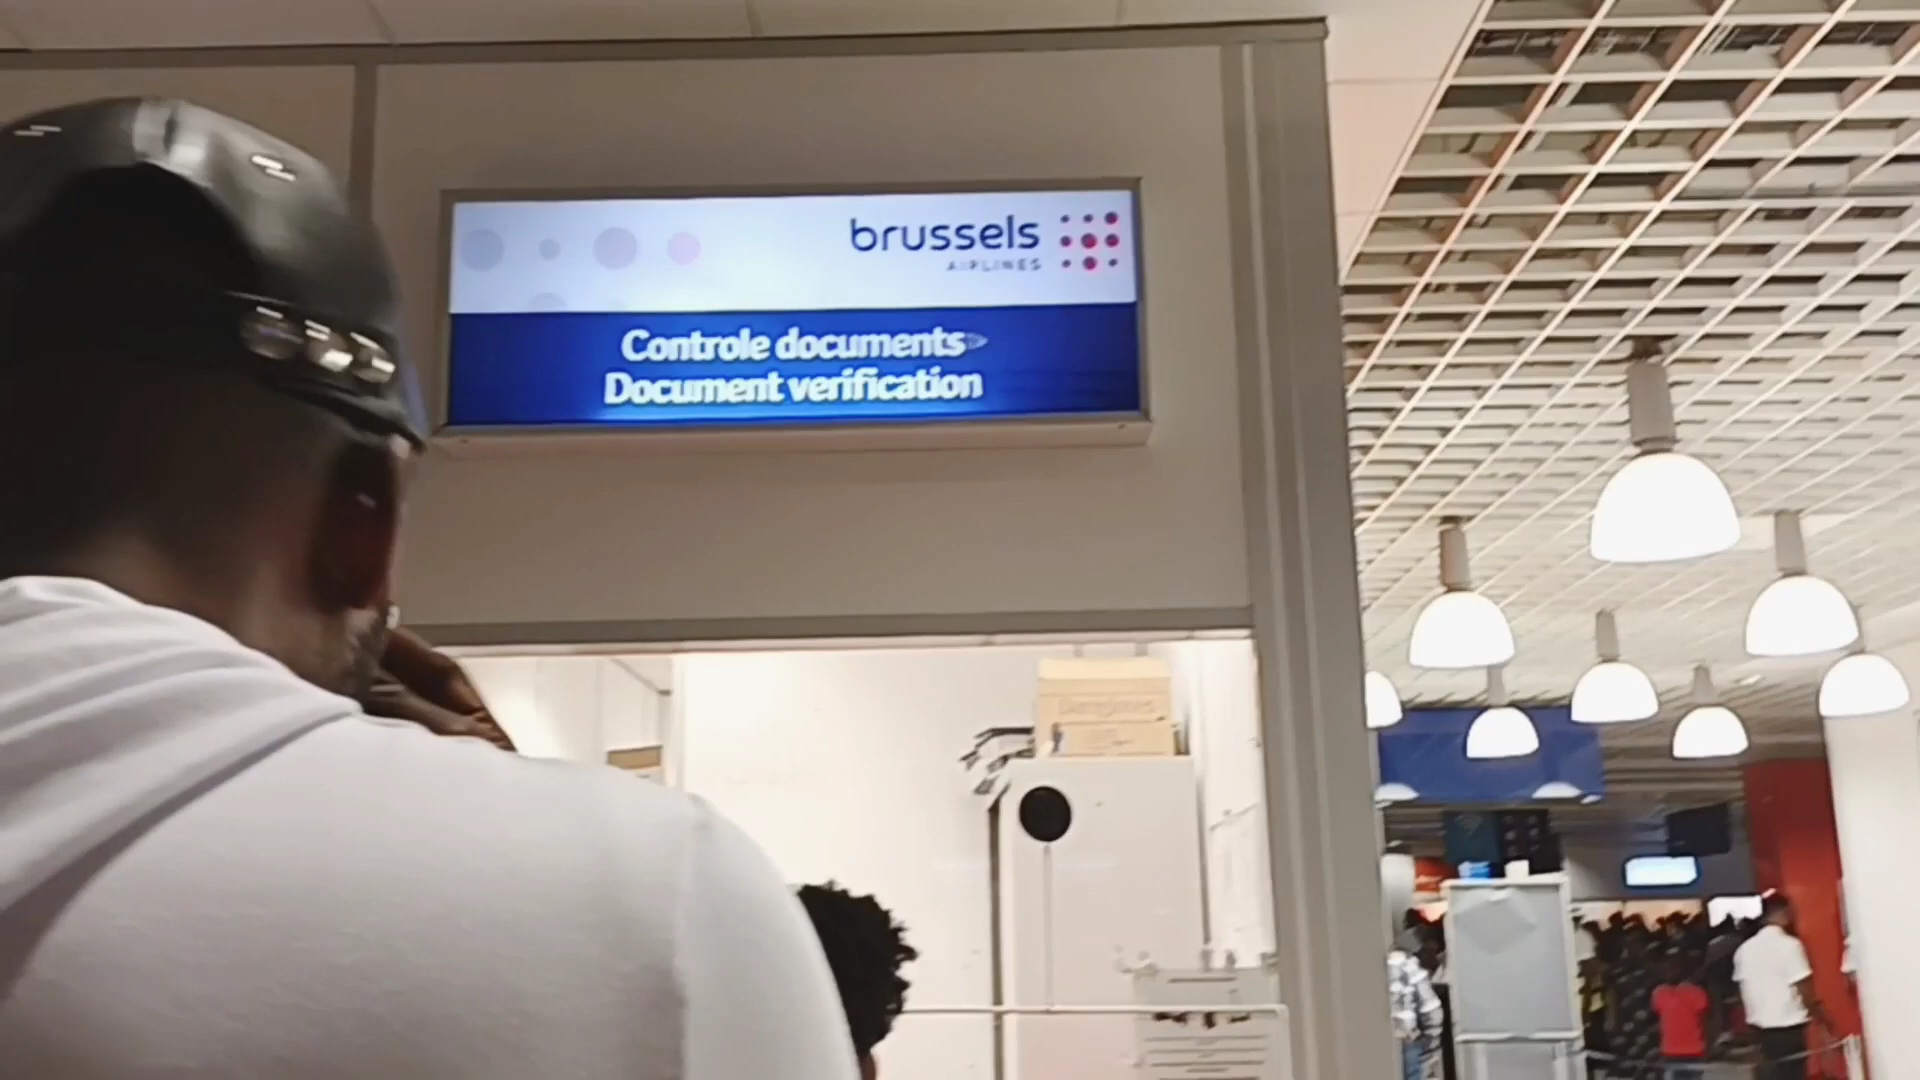 brussels
AIRLINES
Controle documents
Document verification